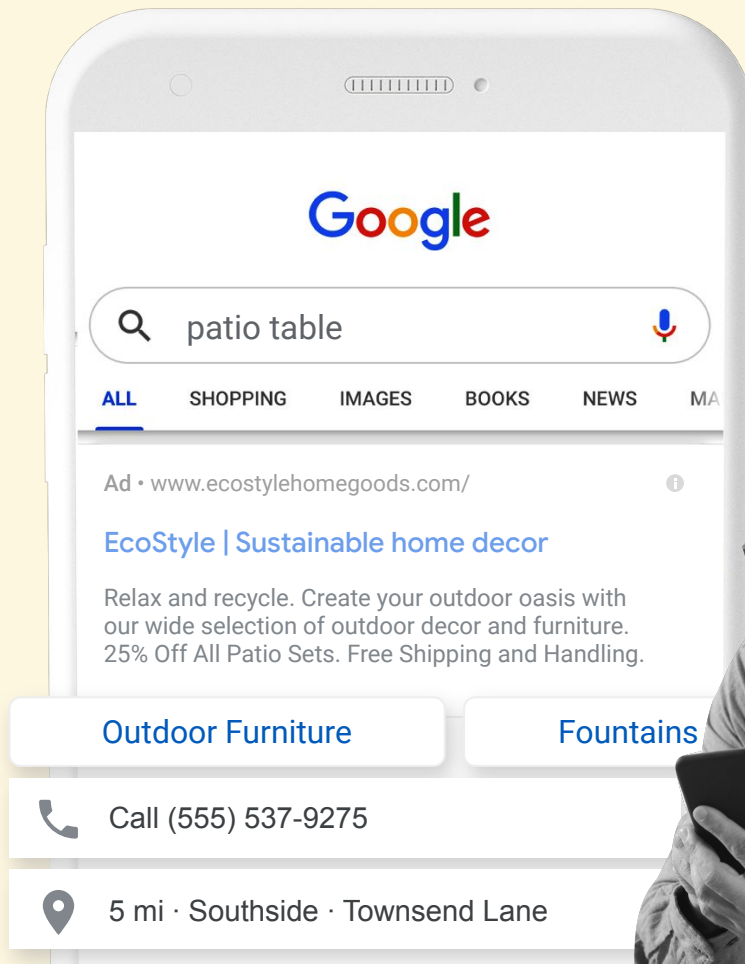 Google
patio table
ALL SHOPPING IMAGES BOOKS NEWS MA
Ad • www.ecostylehomegoods.com/
EcoStyle | Sustainable home decor
Relax and recycle. Create your outdoor oasis with
our wide selection of outdoor decor and furniture.
25% Off All Patio Sets. Free Shipping and Handling.
Outdoor Furniture Fountains
Call (555) 537-9275
5 mi · Southside · Townsend Lane